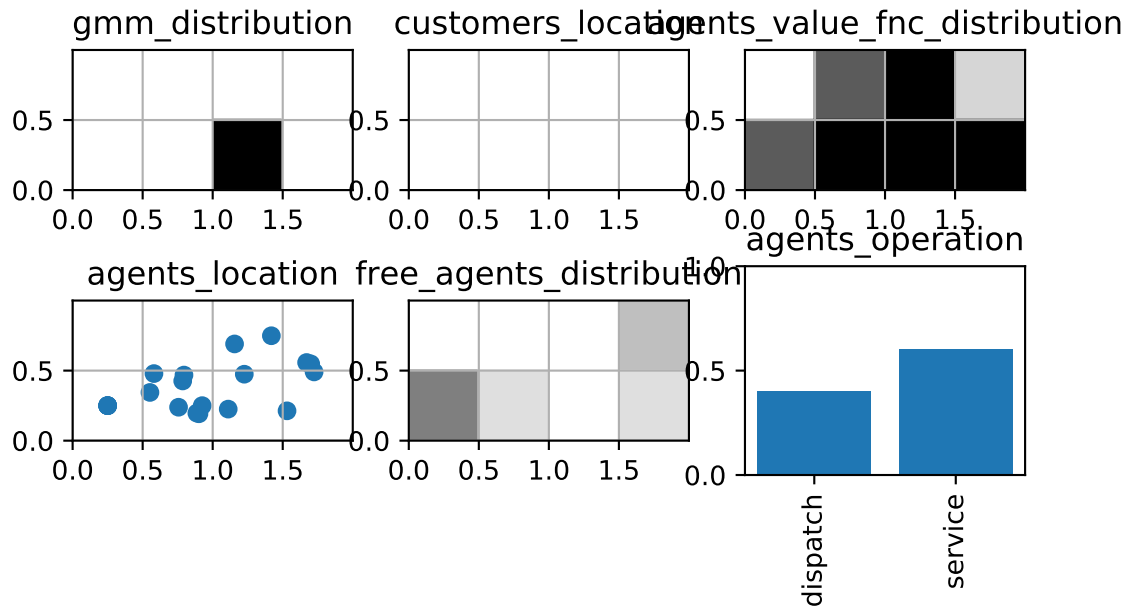 gmm_distribution
0.5
0.0
0.0 0.5 1.0 1.5
customers_location
0.5
0.0
0.0 0.5 1.0 1.5
agents_value_fnc_distribution
0.5
0.0
0.0 0.5 1.0 1.5
agents_location
0.5
0.0
0.0 0.5 1.0 1.5
free_agents_distribution
0.5
0.0
0.0 0.5 1.0 1.5
agents_operation
1.0
0.5
0.0
dispatch
service